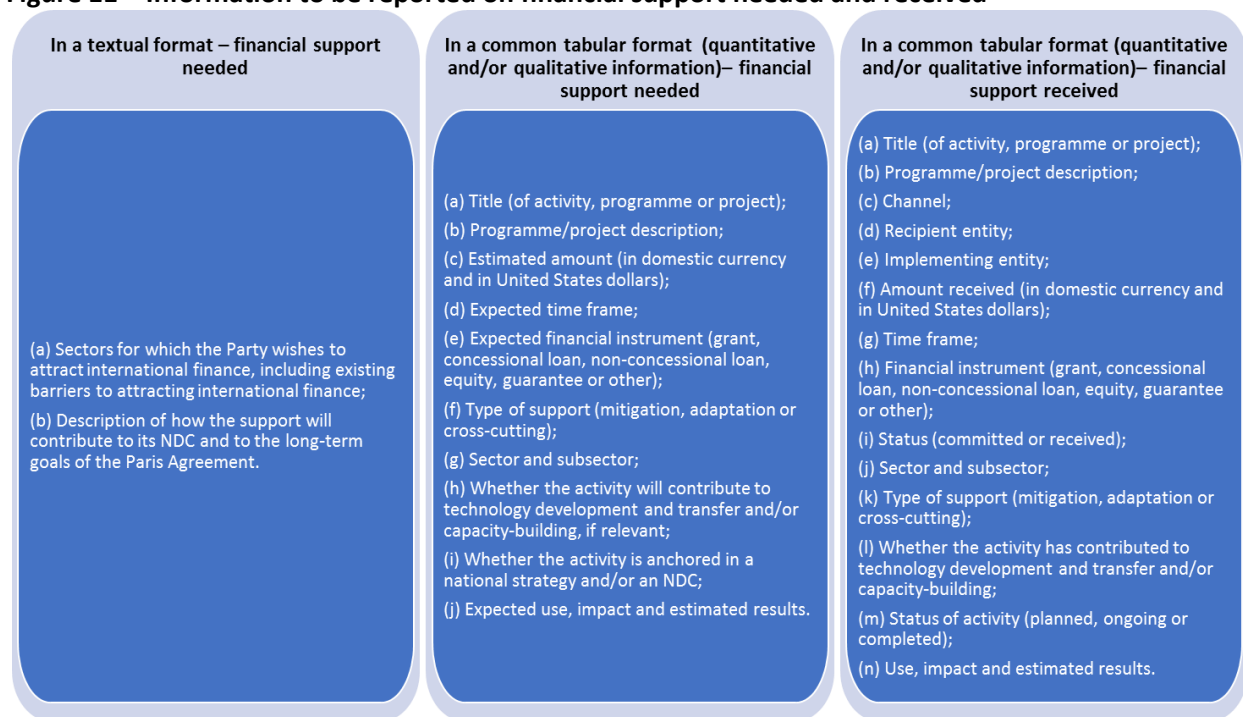 Figure 11 – Information to be reported on financial support needed and received
In a textual format – financial support
needed
(a) Sectors for which the Party wishes to
attract international finance, including existing
barriers to attracting international finance;
(b) Description of how the support will
contribute to its NDC and to the long-term
goals of the Paris Agreement.
In a common tabular format (quantitative
and/or qualitative information)– financial
support needed
(a) Title (of activity, programme or project);
(b) Programme/project description;
(c) Estimated amount (in domestic currency
and in United States dollars);
(d) Expected time frame;
(e) Expected financial instrument (grant,
concessional loan, non-concessional loan,
equity, guarantee or other);
(f) Type of support (mitigation, adaptation or
cross-cutting);
(g) Sector and subsector;
(h) Whether the activity will contribute to
technology development and transfer and/or
capacity-building, if relevant;
(i) Whether the activity is anchored in a
national strategy and/or an NDC;
(j) Expected use, impact and estimated results.
In a common tabular format (quantitative
and/or qualitative information)– financial
support received
(a) Title (of activity, programme or project);
(b) Programme/project description;
(c) Channel;
(d) Recipient entity;
(e) Implementing entity;
(f) Amount received (in domestic currency and
in United States dollars);
(g) Time frame;
(h) Financial instrument (grant, concessional
loan, non-concessional loan, equity, guarantee
or other);
(i) Status (committed or received);
(j) Sector and subsector;
(k) Type of support (mitigation, adaptation or
cross-cutting);
(l) Whether the activity has contributed to
technology development and transfer and/or
capacity-building;
(m) Status of activity (planned, ongoing or
completed);
(n) Use, impact and estimated results.